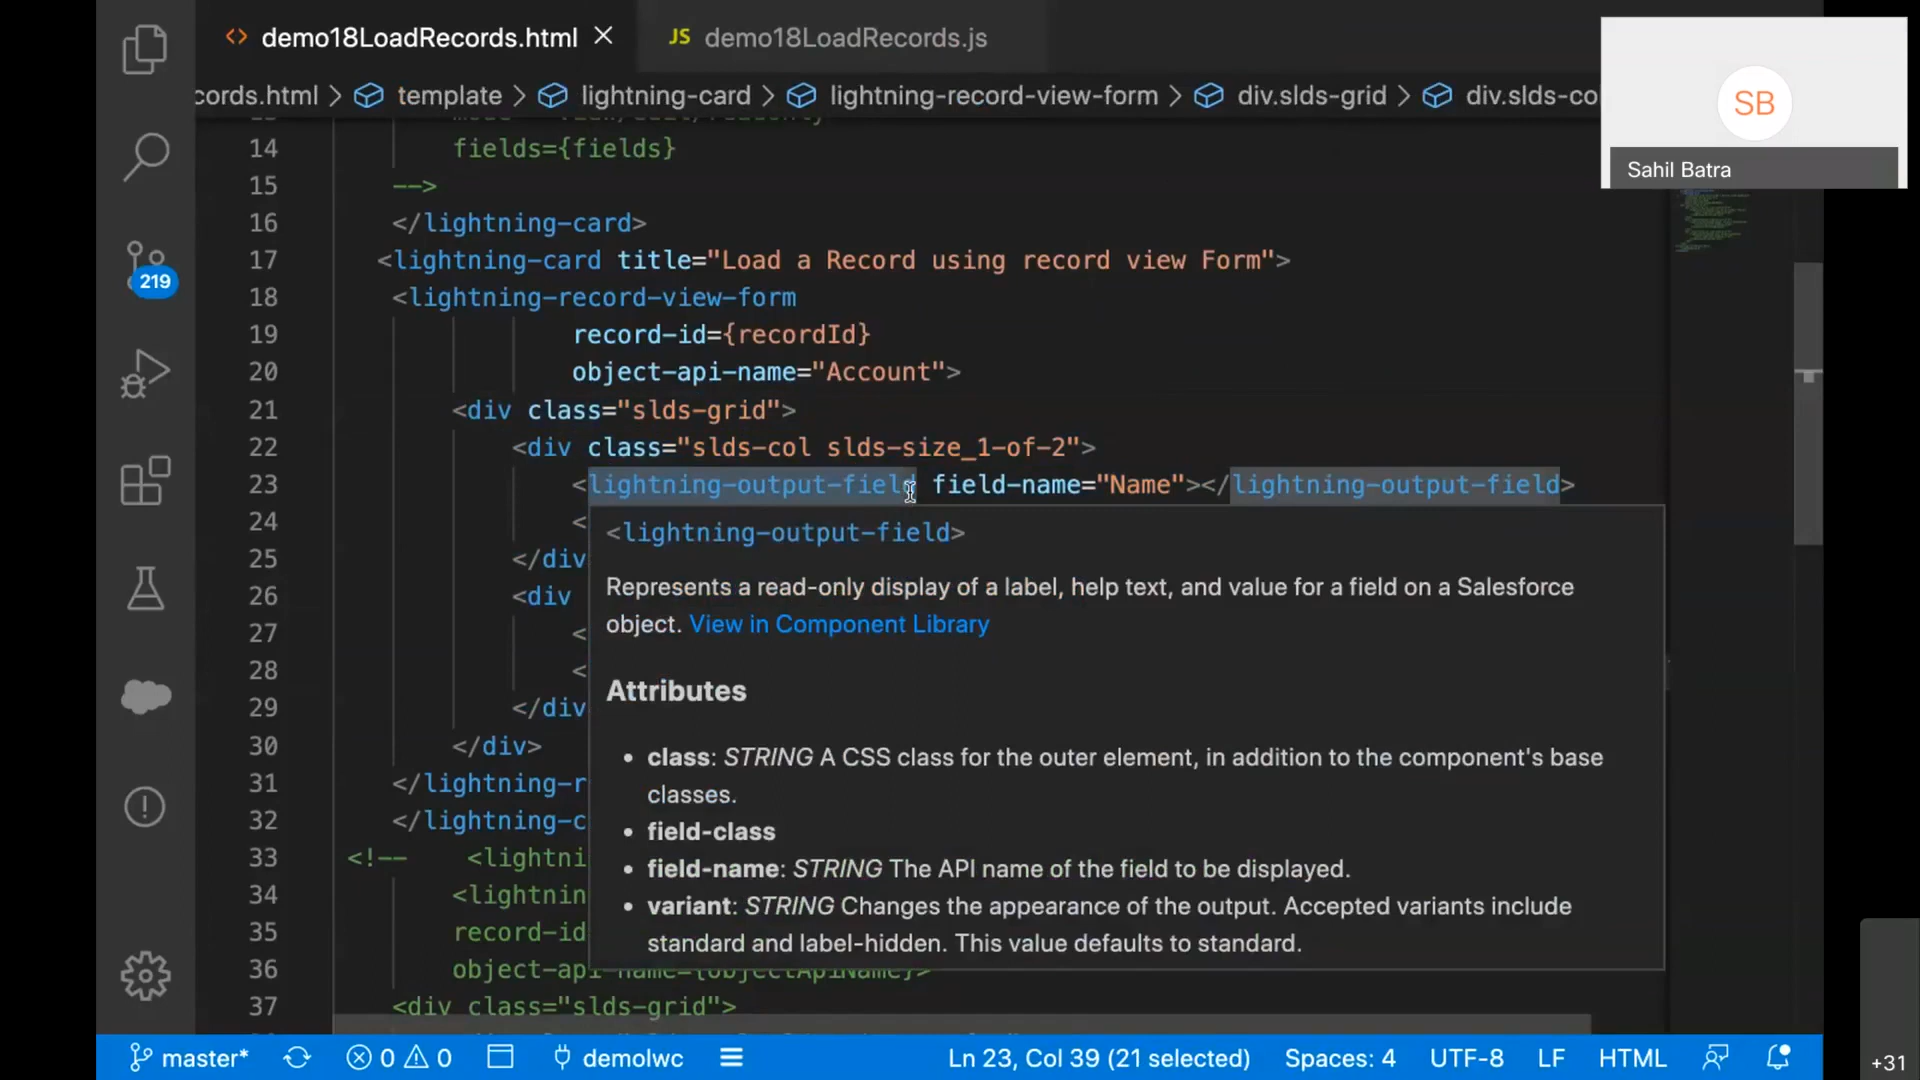 demo18LoadRecords.html
JS demo18LoadRecords.js
cords.html > template > lightning-card > lightning-record-view-form > div.slds-grid > div.slds-co
SB
Sahil Batra
14 fields={fields}
15 -->
16 </lightning-card>
17 <lightning-card title="Load a Record using record view Form">
18 <lightning-record-view-form
19 record-id={recordId}
20 object-api-name="Account">
21 <div class="slds-grid">
22 <div class="slds-col slds-size_1-of-2">
23 <lightning-output-field field-name="Name"></lightning-output-field>
24 <
25 </div
26 <div
27 <
28 <
29 </div
30 </div>
31 </lightning-r
32 </lightning-c
33 <!-- <lightni
34 <lightnin
35 record-id
36 object-api-name={objectApiName}>
37 <div class="slds-grid">
<lightning-output-field>
Represents a read-only display of a label, help text, and value for a field on a Salesforce
object. View in Component Library
Attributes
• class: STRING A CSS class for the outer element, in addition to the component's base
classes.
• field-class
• field-name: STRING The API name of the field to be displayed.
• variant: STRING Changes the appearance of the output. Accepted variants include
standard and label-hidden. This value defaults to standard.
219
master* 0 0 demolwc Ln 23, Col 39 (21 selected) Spaces: 4 UTF-8 LF HTML
+31